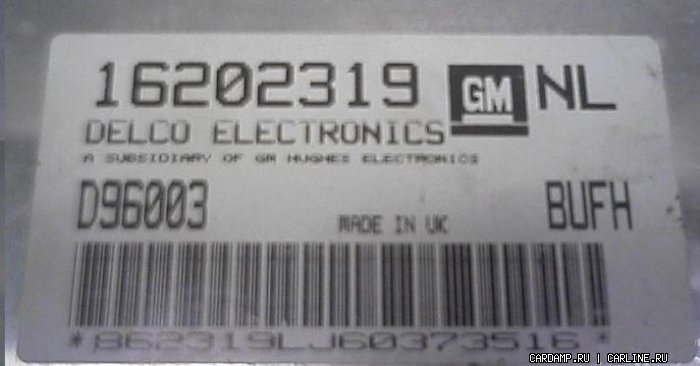 16202319 GM NL
DELCO ELECTRONICS
A SUBSIDIARY OF GM HUGHES ELECTRONICS
D96003 MADE IN UK BUFH
*862319LJ60373516*
CARDAMP.RU | CARLINE.RU